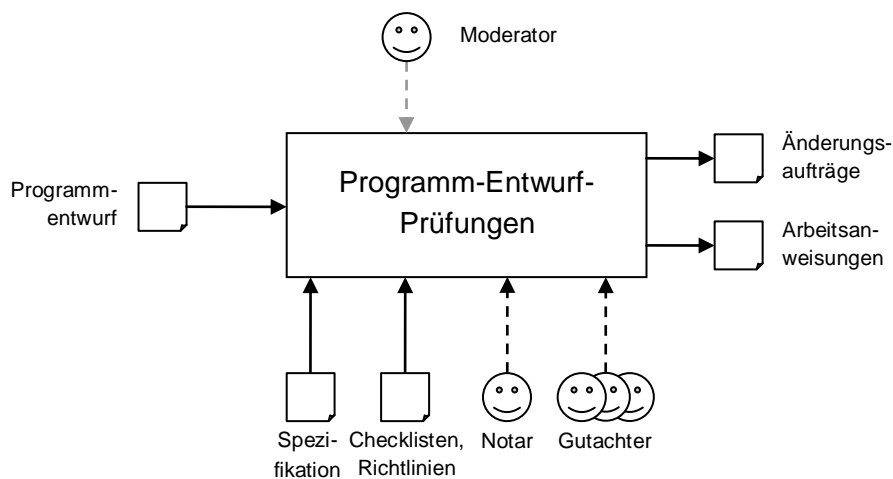 Moderator
Programm-
entwurf
Programm-Entwurf-
Prüfungen
Änderungs-
aufträge
Arbeitsan-
weisungen
Spezi-
fikation
Checklisten,
Richtlinien
Notar
Gutachter